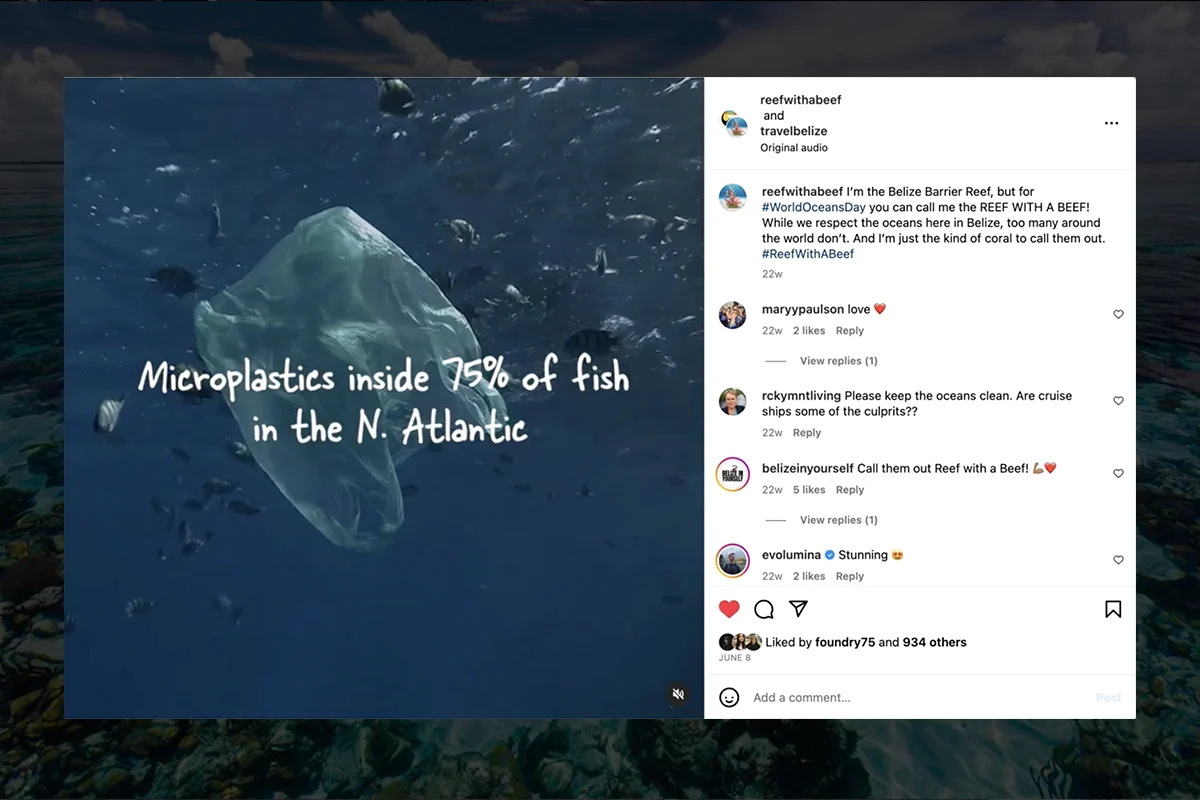 Microplastics inside 75% of fish
in the N. Atlantic
reefwithabeef
and
travelbelize
Original audio
reefwithabeef I’m the Belize Barrier Reef, but for
#WorldOceansDay you can call me the REEF WITH A BEEF!
While we respect the oceans here in Belize, too many around
the world don’t. And I’m just the kind of coral to call them out.
#ReefWithABeef
22w
maryypaulson love ❤️
22w 2 likes Reply
View replies (1)
rckymntliving Please keep the oceans clean. Are cruise
ships some of the culprits??
22w Reply
BELIZE IN
YOURSELF
belizeinyourself Call them out Reef with a Beef! 💪🏽❤️
22w 5 likes Reply
View replies (1)
evolumina Stunning 😍
22w 2 likes Reply
Liked by foundry75 and 934 others
JUNE 8
Add a comment...
Post